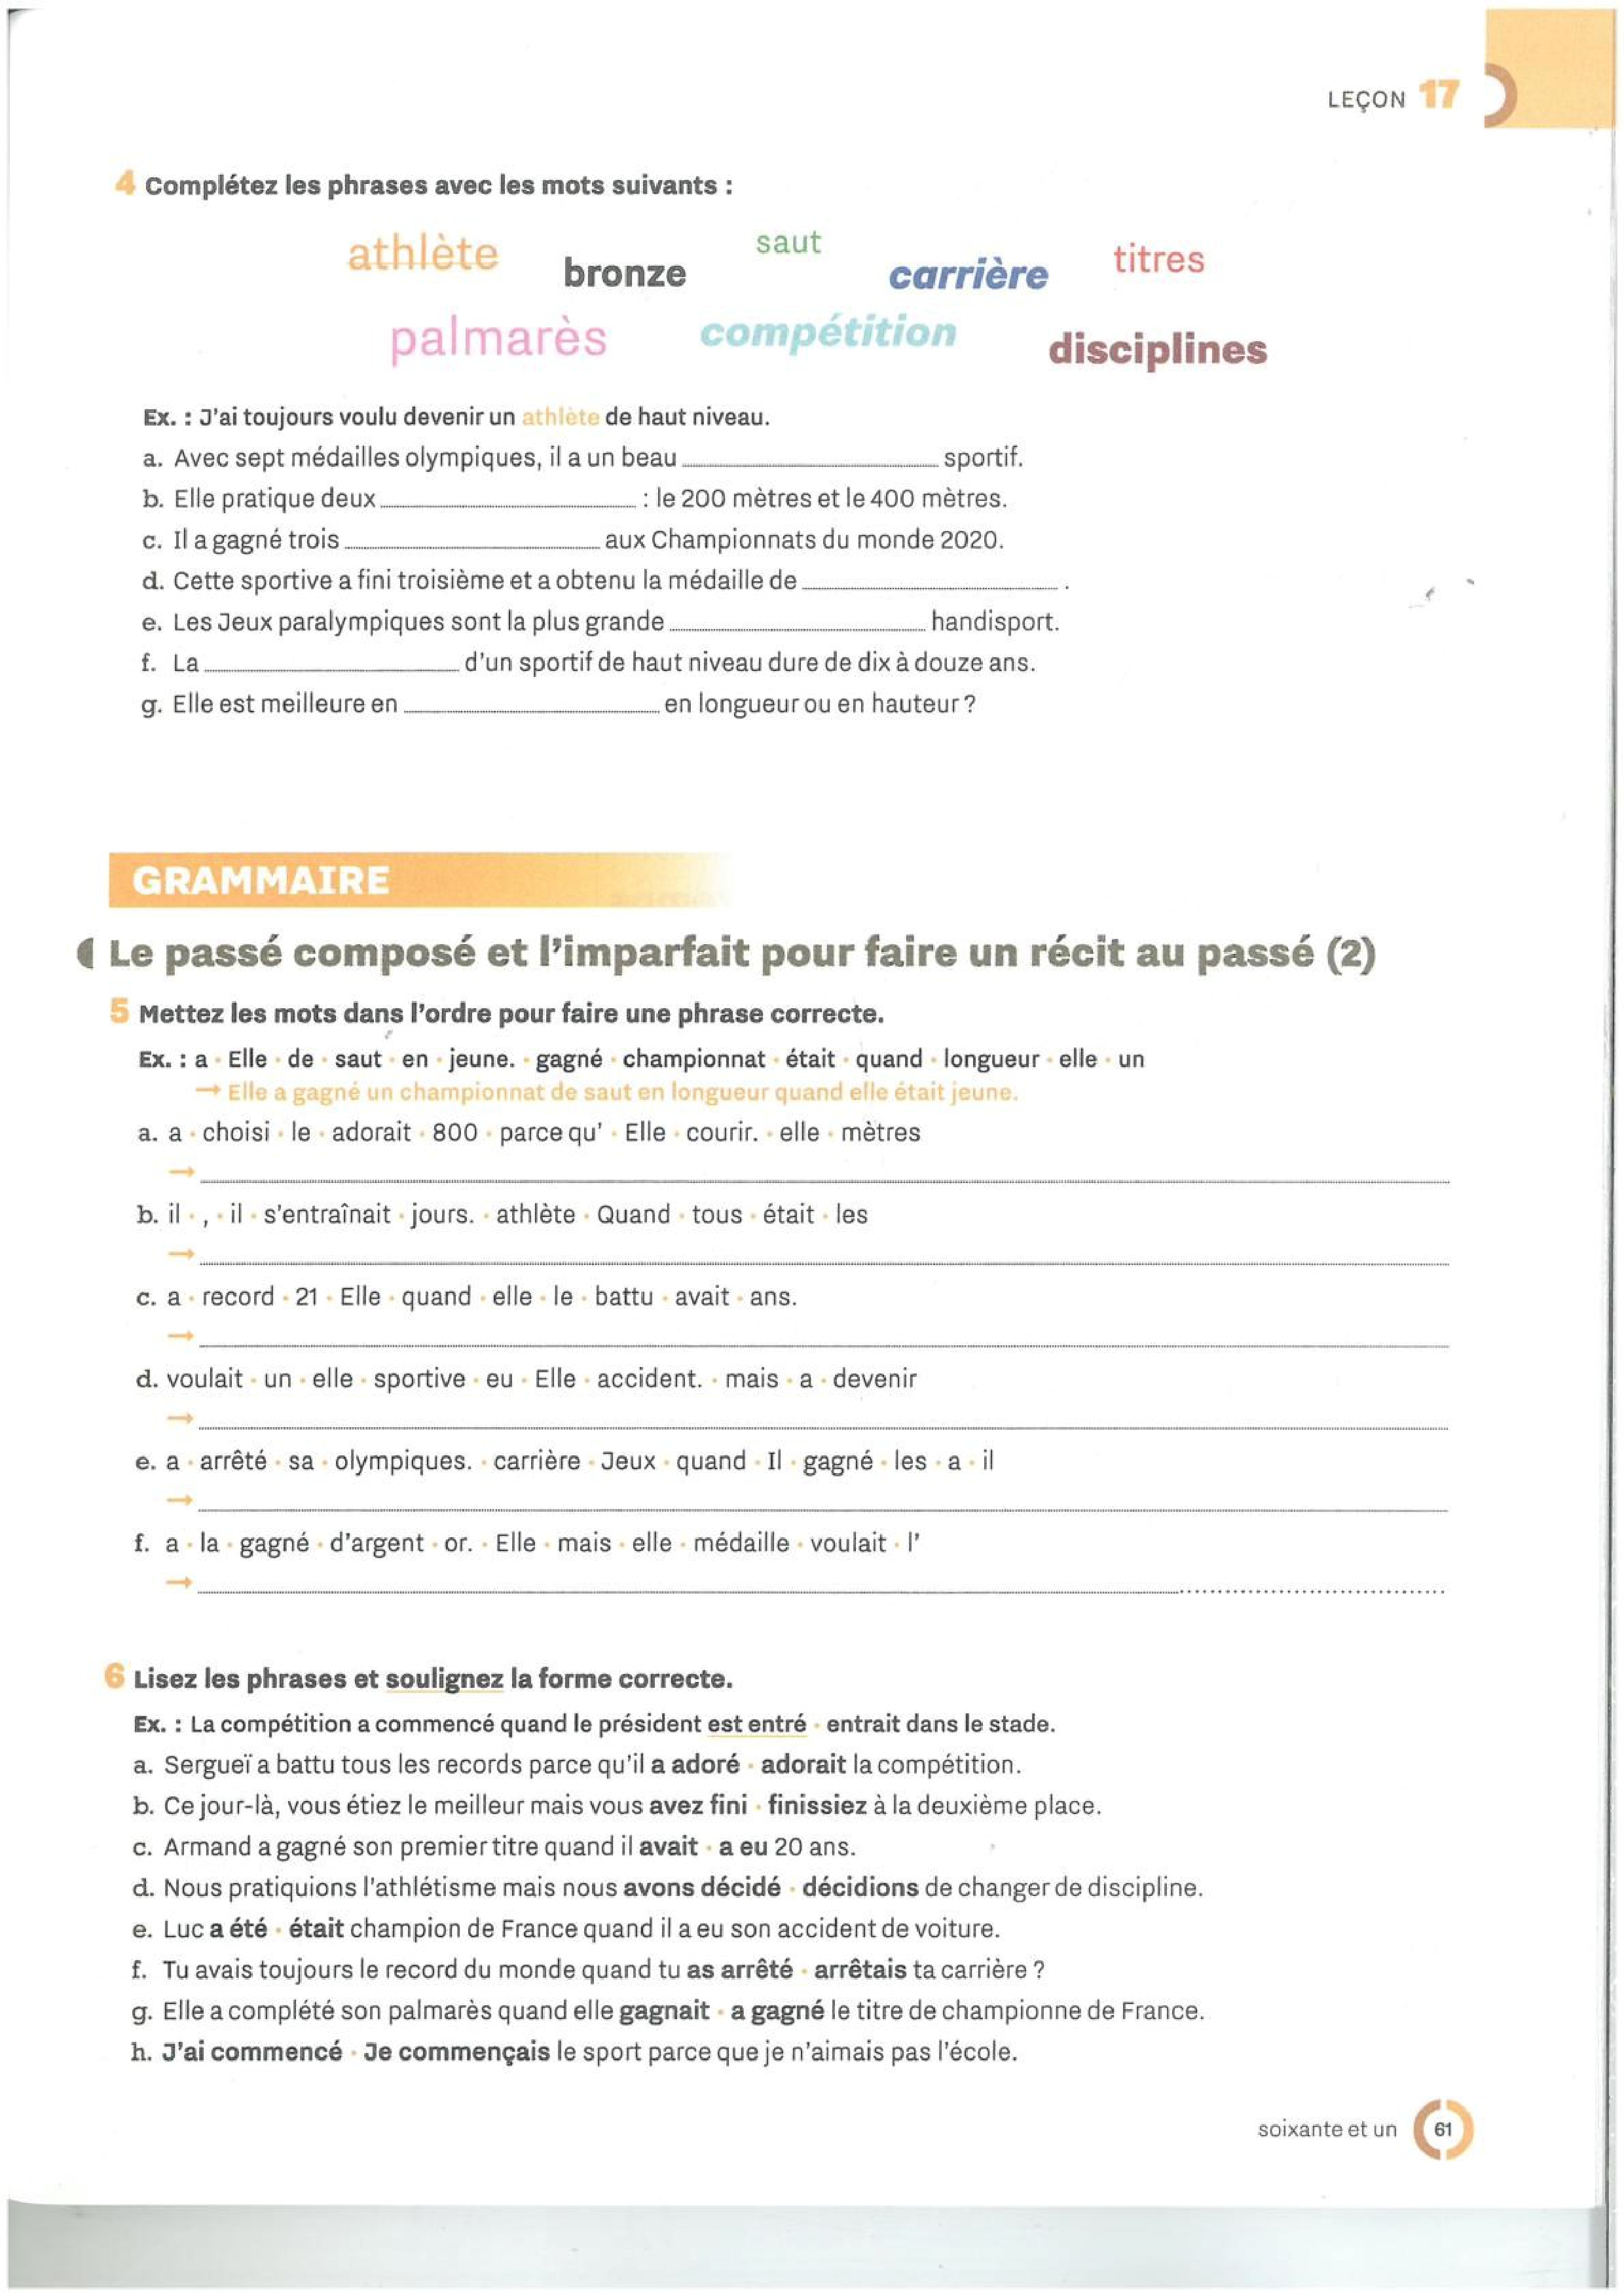 LEÇON 17
4 Complétez les phrases avec les mots suivants :
athlète
bronze
saut
carrière
titres
palmarès
compétition
disciplines
Ex. : J'ai toujours voulu devenir un athlète de haut niveau.
a. Avec sept médailles olympiques, il a un beau sportif.
b. Elle pratique deux : le 200 mètres et le 400 mètres.
c. Il a gagné trois aux Championnats du monde 2020.
d. Cette sportive a fini troisième et a obtenu la médaille de .
e. Les Jeux paralympiques sont la plus grande handisport.
f. La d'un sportif de haut niveau dure de dix à douze ans.
g. Elle est meilleure en en longueur ou en hauteur ?
GRAMMAIRE
Le passé composé et l'imparfait pour faire un récit au passé (2)
5 Mettez les mots dans l'ordre pour faire une phrase correcte.
Ex. : a • Elle • de • saut • en • jeune. • gagné • championnat • était • quand • longueur • elle • un
→ Elle a gagné un championnat de saut en longueur quand elle était jeune.
a. a • choisi • le • adorait • 800 • parce qu' • Elle • courir. • elle • mètres
→
b. il • , • il • s'entraînait • jours. • athlète • Quand • tous • était • les
→
c. a • record • 21 • Elle • quand • elle • le • battu • avait • ans.
→
d. voulait • un • elle • sportive • eu • Elle • accident. • mais • a • devenir
→
e. a • arrêté • sa • olympiques. • carrière • Jeux • quand • Il • gagné • les • a • il
→
f. a • la • gagné • d'argent • or. • Elle • mais • elle • médaille • voulait • l'
→
6 Lisez les phrases et soulignez la forme correcte.
Ex. : La compétition a commencé quand le président est entré • entrait dans le stade.
a. Sergueï a battu tous les records parce qu'il a adoré • adorait la compétition.
b. Ce jour-là, vous étiez le meilleur mais vous avez fini • finissiez à la deuxième place.
c. Armand a gagné son premier titre quand il avait • a eu 20 ans.
d. Nous pratiquions l'athlétisme mais nous avons décidé • décidions de changer de discipline.
e. Luc a été • était champion de France quand il a eu son accident de voiture.
f. Tu avais toujours le record du monde quand tu as arrêté • arrêtais ta carrière ?
g. Elle a complété son palmarès quand elle gagnait • a gagné le titre de championne de France.
h. J'ai commencé • Je commençais le sport parce que je n'aimais pas l'école.
soixante et un 61